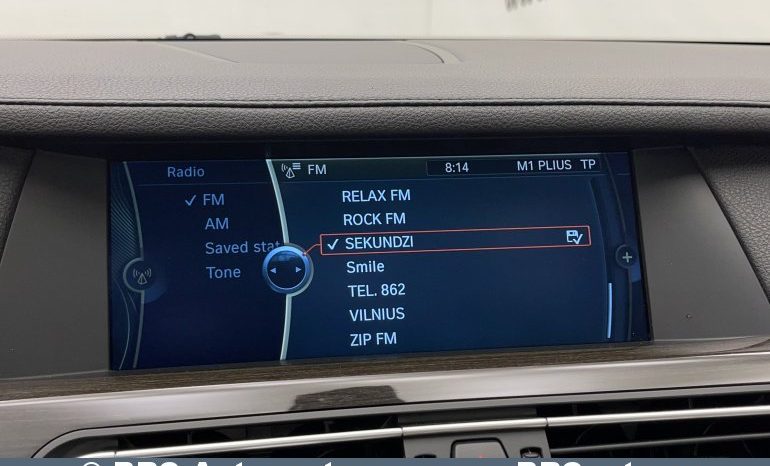 Radio
FM 8:14 M1 PLIUS TP
FM
AM
Saved stat
Tone
RELAX FM
ROCK FM
SEKUNDZI
Smile
TEL. 862
VILNIUS
ZIP FM